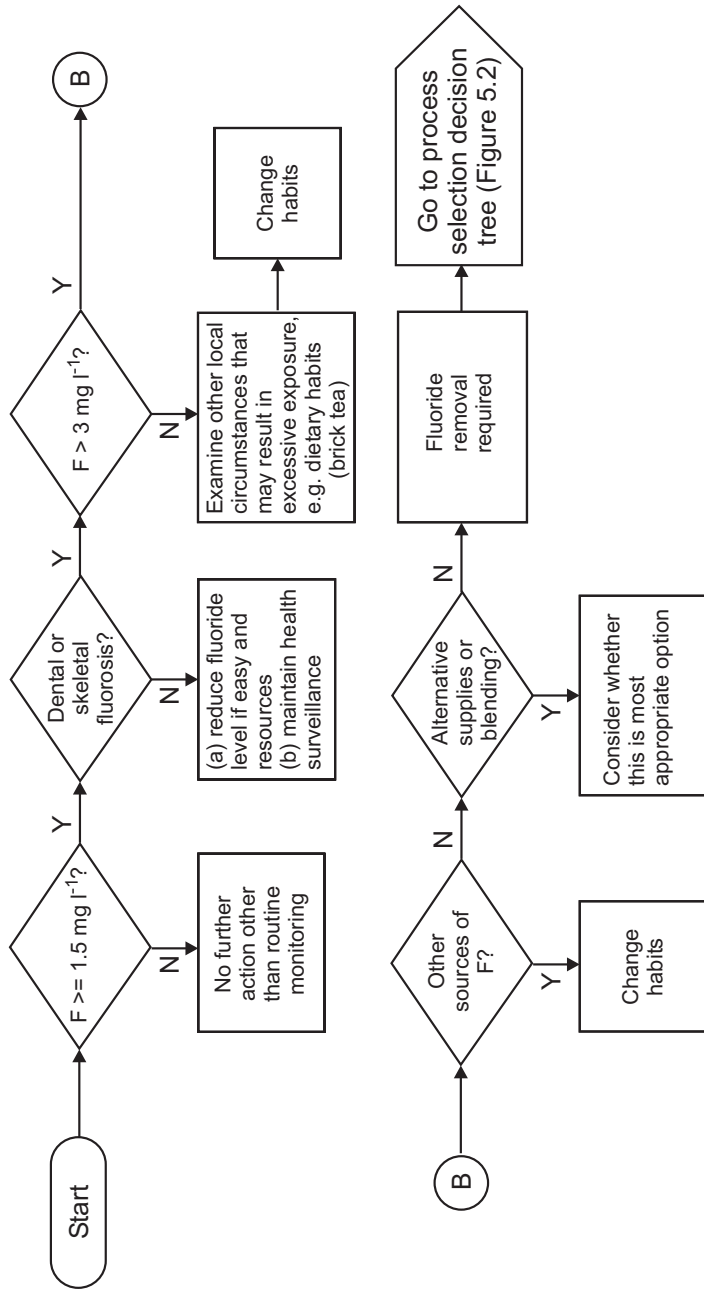 Start
F >= 1.5 mg l⁻¹?
Y
N
No further
action other
than routine
monitoring
Dental or
skeletal
fluorosis?
Y
N
(a) reduce fluoride
level if easy and
resources
(b) maintain health
surveillance
F > 3 mg l⁻¹?
Y
N
Examine other local
circumstances that
may result in
excessive exposure,
e.g. dietary habits
(brick tea)
Change
habits
B
B
Other
sources of
F?
N
Y
Change
habits
Alternative
supplies or
blending?
N
Y
Consider whether
this is most
appropriate option
Fluoride
removal
required
Go to process
selection decision
tree (Figure 5.2)